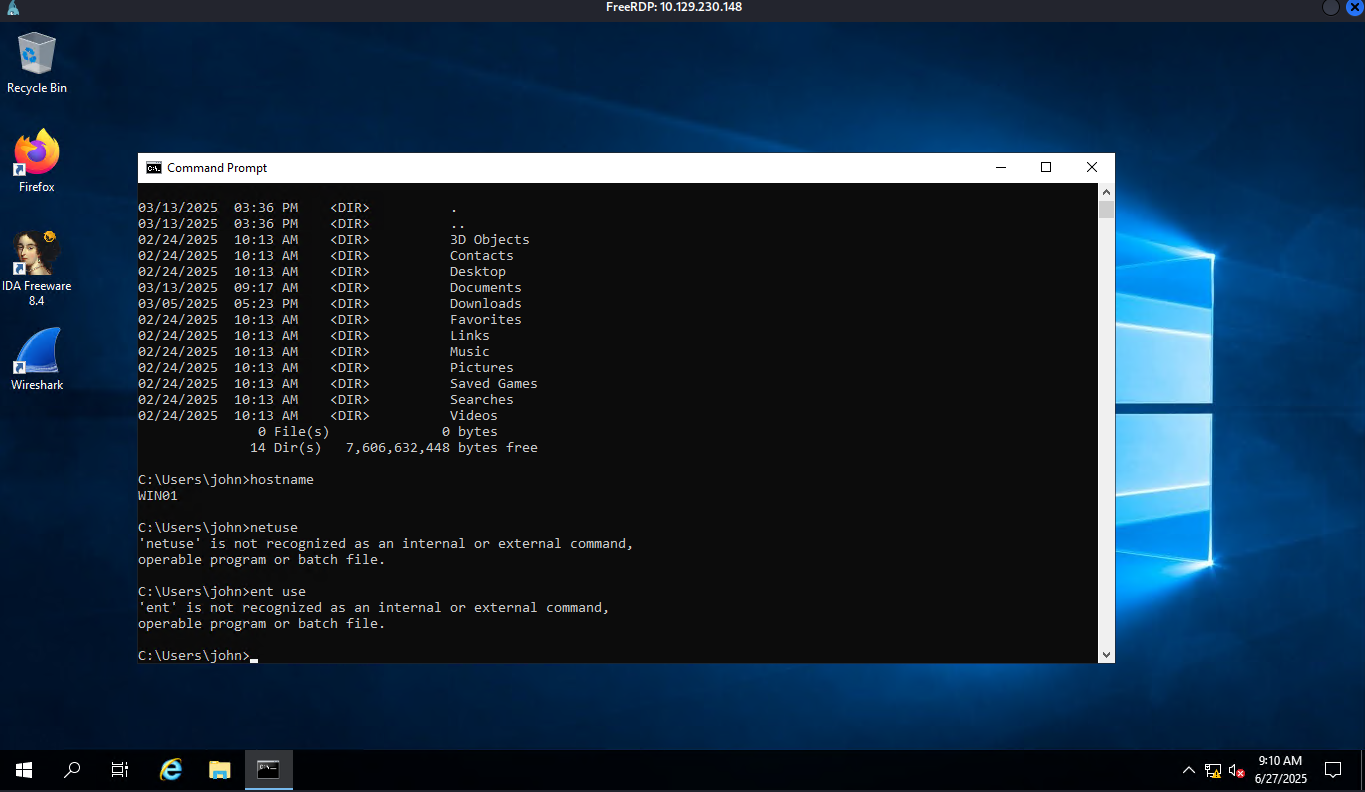 FreeRDP: 10.129.230.148
Recycle Bin
Firefox
IDA Freeware
8.4
Wireshark
Command Prompt
03/13/2025  03:36 PM    <DIR>          .
03/13/2025  03:36 PM    <DIR>          ..
02/24/2025  10:13 AM    <DIR>          3D Objects
02/24/2025  10:13 AM    <DIR>          Contacts
02/24/2025  10:13 AM    <DIR>          Desktop
03/13/2025  09:17 AM    <DIR>          Documents
03/05/2025  05:23 PM    <DIR>          Downloads
02/24/2025  10:13 AM    <DIR>          Favorites
02/24/2025  10:13 AM    <DIR>          Links
02/24/2025  10:13 AM    <DIR>          Music
02/24/2025  10:13 AM    <DIR>          Pictures
02/24/2025  10:13 AM    <DIR>          Saved Games
02/24/2025  10:13 AM    <DIR>          Searches
02/24/2025  10:13 AM    <DIR>          Videos
               0 File(s)              0 bytes
              14 Dir(s)   7,606,632,448 bytes free
C:\Users\john>hostname
WIN01
C:\Users\john>netuse
'netuse' is not recognized as an internal or external command,
operable program or batch file.
C:\Users\john>ent use
'ent' is not recognized as an internal or external command,
operable program or batch file.
C:\Users\john>
9:10 AM
6/27/2025